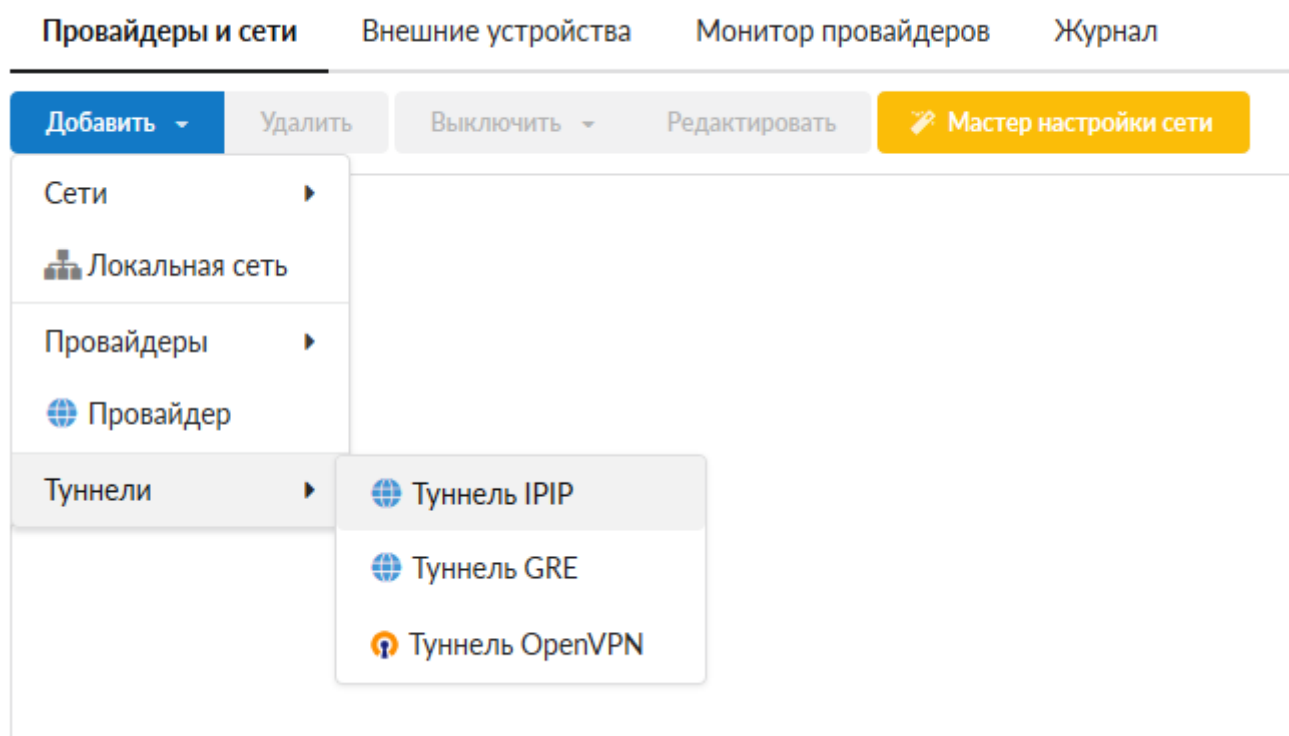 Провайдеры и сети Внешние устройства Монитор провайдеров Журнал
Добавить Удалить Выключить Редактировать Мастер настройки сети
Сети
Локальная сеть
Провайдеры
Провайдер
Туннели
Туннель IPIP
Туннель GRE
Туннель OpenVPN